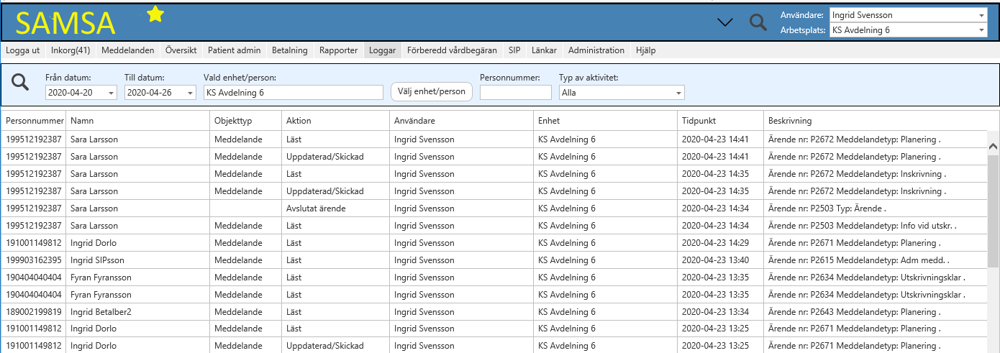 SAMSA
Användare: Ingrid Svensson
Arbetsplats: KS Avdelning 6
Logga ut Inkorg(41) Meddelanden Översikt Patient admin Betalning Rapporter Loggar Förberedd vårdbegäran SIP Länkar Administration Hjälp
Från datum: Till datum: Vald enhet/person: Personnummer: Typ av aktivitet:
2020-04-20 2020-04-26 KS Avdelning 6 Välj enhet/person Alla
Personnummer Namn Objekttyp Aktion Användare Enhet Tidpunkt Beskrivning
199512192387 Sara Larsson Meddelande Läst Ingrid Svensson KS Avdelning 6 2020-04-23 14:41 Ärende nr: P2672 Meddelandetyp: Planering .
199512192387 Sara Larsson Meddelande Uppdaterad/Skickad Ingrid Svensson KS Avdelning 6 2020-04-23 14:41 Ärende nr: P2672 Meddelandetyp: Planering .
199512192387 Sara Larsson Meddelande Läst Ingrid Svensson KS Avdelning 6 2020-04-23 14:35 Ärende nr: P2672 Meddelandetyp: Inskrivning .
199512192387 Sara Larsson Meddelande Uppdaterad/Skickad Ingrid Svensson KS Avdelning 6 2020-04-23 14:35 Ärende nr: P2672 Meddelandetyp: Inskrivning .
199512192387 Sara Larsson Avslutat ärende Ingrid Svensson KS Avdelning 6 2020-04-23 14:34 Ärende nr: P2503 Typ: Ärende .
199512192387 Sara Larsson Meddelande Läst Ingrid Svensson KS Avdelning 6 2020-04-23 14:34 Ärende nr: P2503 Meddelandetyp: Info vid utskr. .
191001149812 Ingrid Dorlo Meddelande Läst Ingrid Svensson KS Avdelning 6 2020-04-23 14:29 Ärende nr: P2671 Meddelandetyp: Planering .
199903162395 Ingrid SIPsson Meddelande Läst Ingrid Svensson KS Avdelning 6 2020-04-23 13:40 Ärende nr: P2615 Meddelandetyp: Adm medd. .
190404040404 Fyran Fyransson Meddelande Läst Ingrid Svensson KS Avdelning 6 2020-04-23 13:35 Ärende nr: P2634 Meddelandetyp: Utskrivningsklar .
190404040404 Fyran Fyransson Meddelande Läst Ingrid Svensson KS Avdelning 6 2020-04-23 13:35 Ärende nr: P2634 Meddelandetyp: Utskrivningsklar .
189002199819 Ingrid Betalber2 Meddelande Läst Ingrid Svensson KS Avdelning 6 2020-04-23 13:34 Ärende nr: P2643 Meddelandetyp: Planering .
191001149812 Ingrid Dorlo Meddelande Läst Ingrid Svensson KS Avdelning 6 2020-04-23 13:25 Ärende nr: P2671 Meddelandetyp: Planering .
191001149812 Ingrid Dorlo Meddelande Uppdaterad/Skickad Ingrid Svensson KS Avdelning 6 2020-04-23 13:25 Ärende nr: P2671 Meddelandetyp: Planering .